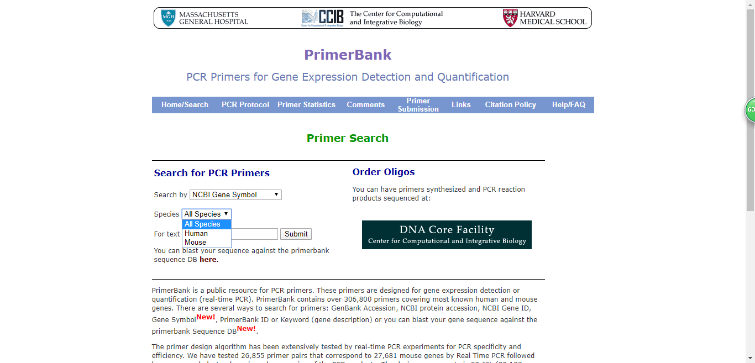 MASSACHUSETTS
GENERAL HOSPITAL
CCIB
The Center for Computational
and Integrative Biology
HARVARD
MEDICAL SCHOOL
PrimerBank
PCR Primers for Gene Expression Detection and Quantification
Home/Search PCR Protocol Primer Statistics Comments Primer Submission Links Citation Policy Help/FAQ
Primer Search
Search for PCR Primers
Search by NCBI Gene Symbol
Species All Species
All Species
Human
Mouse
For text Submit
You can blast your sequence against the primerbank
sequence DB here.
Order Oligos
You can have primers synthesized and PCR reaction
products sequenced at:
DNA Core Facility
Center for Computational and Integrative Biology
PrimerBank is a public resource for PCR primers. These primers are designed for gene expression detection or
quantification (real-time PCR). PrimerBank contains over 306,800 primers covering most known human and mouse
genes. There are several ways to search for primers: GenBank Accession, NCBI protein accession, NCBI Gene ID,
Gene Symbol New!, PrimerBank ID or Keyword (gene description) or you can blast your gene sequence against the
primerbank Sequence DB New!.
The primer design algorithm has been extensively tested by real-time PCR experiments for PCR specificity and
efficiency. We have tested 26,855 primer pairs that correspond to 27,681 mouse genes by Real Time PCR followed